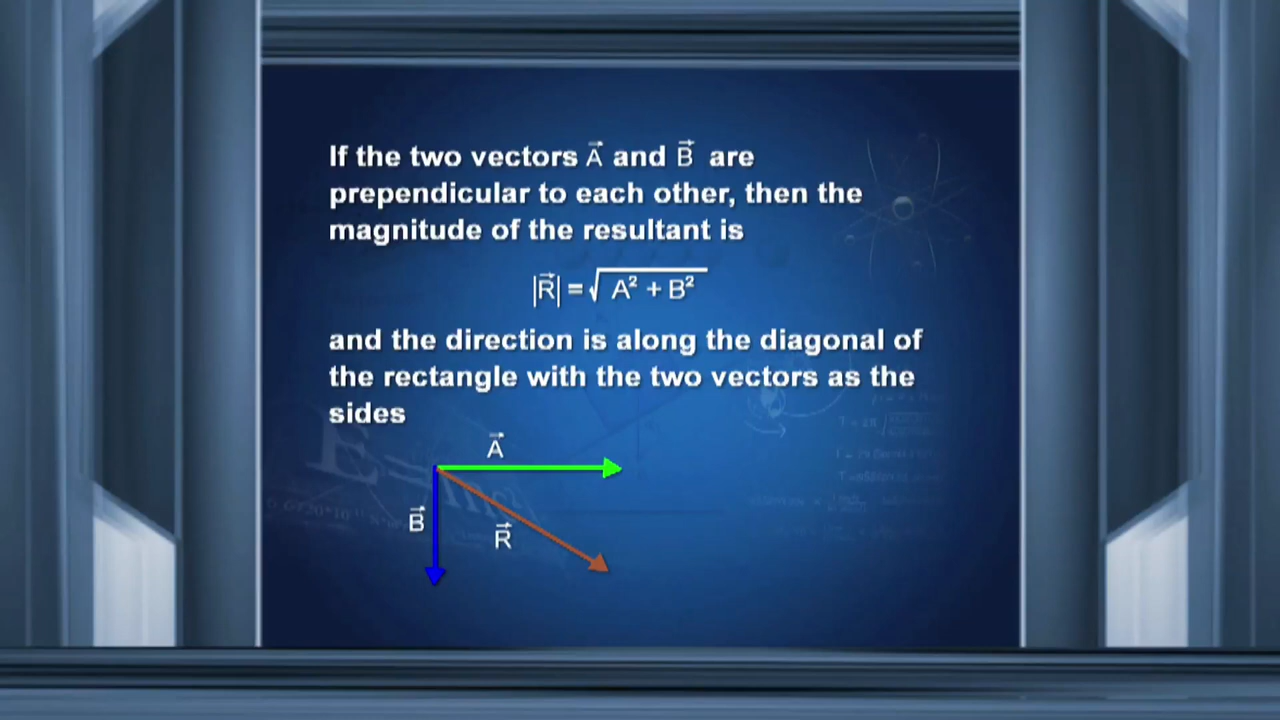 If the two vectors A⃗ and B⃗ are
prependicular to each other, then the
magnitude of the resultant is
|R⃗| = √A² + B²
and the direction is along the diagonal of
the rectangle with the two vectors as the
sides
A⃗
B⃗
R⃗